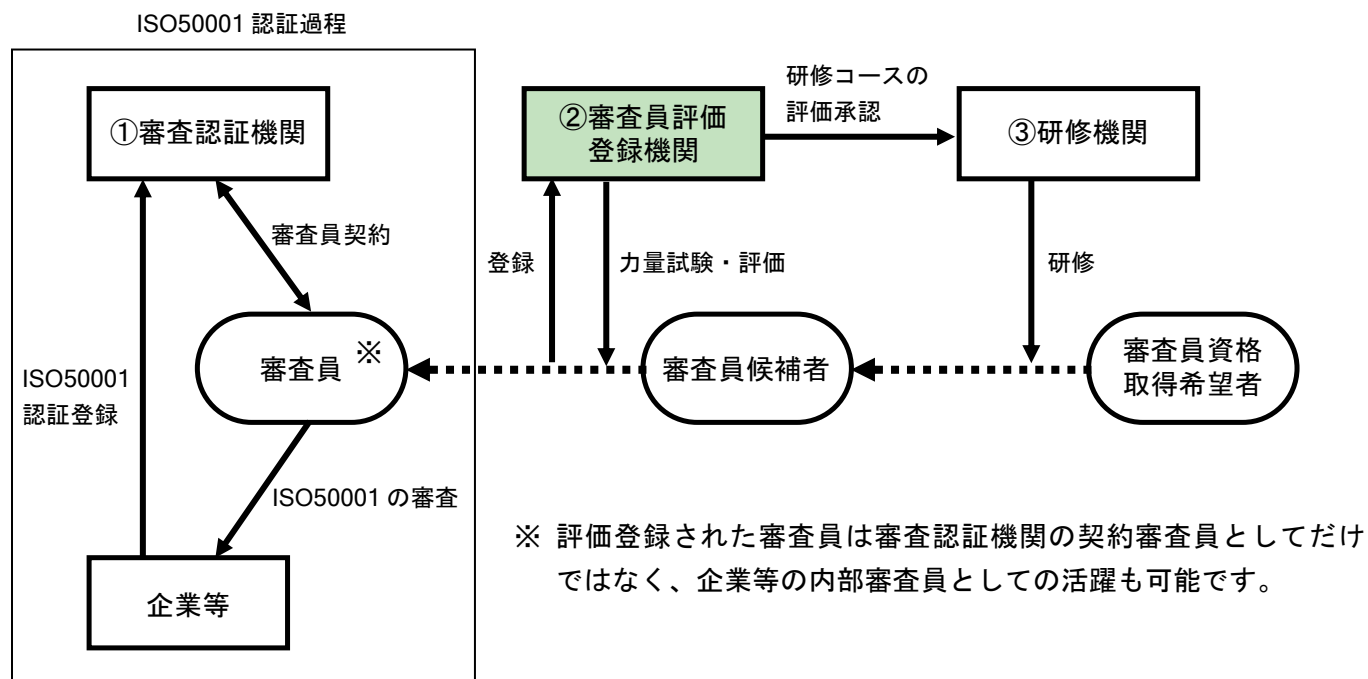 ISO50001 認証過程
①審査認証機関
②審査員評価
登録機関
研修コースの
評価承認
③研修機関
審査員契約
登録
力量試験・評価
研修
ISO50001
認証登録
審査員 ※
審査員候補者
審査員資格
取得希望者
ISO50001 の審査
企業等
※ 評価登録された審査員は審査認証機関の契約審査員としてだけ
ではなく、企業等の内部審査員としての活躍も可能です。